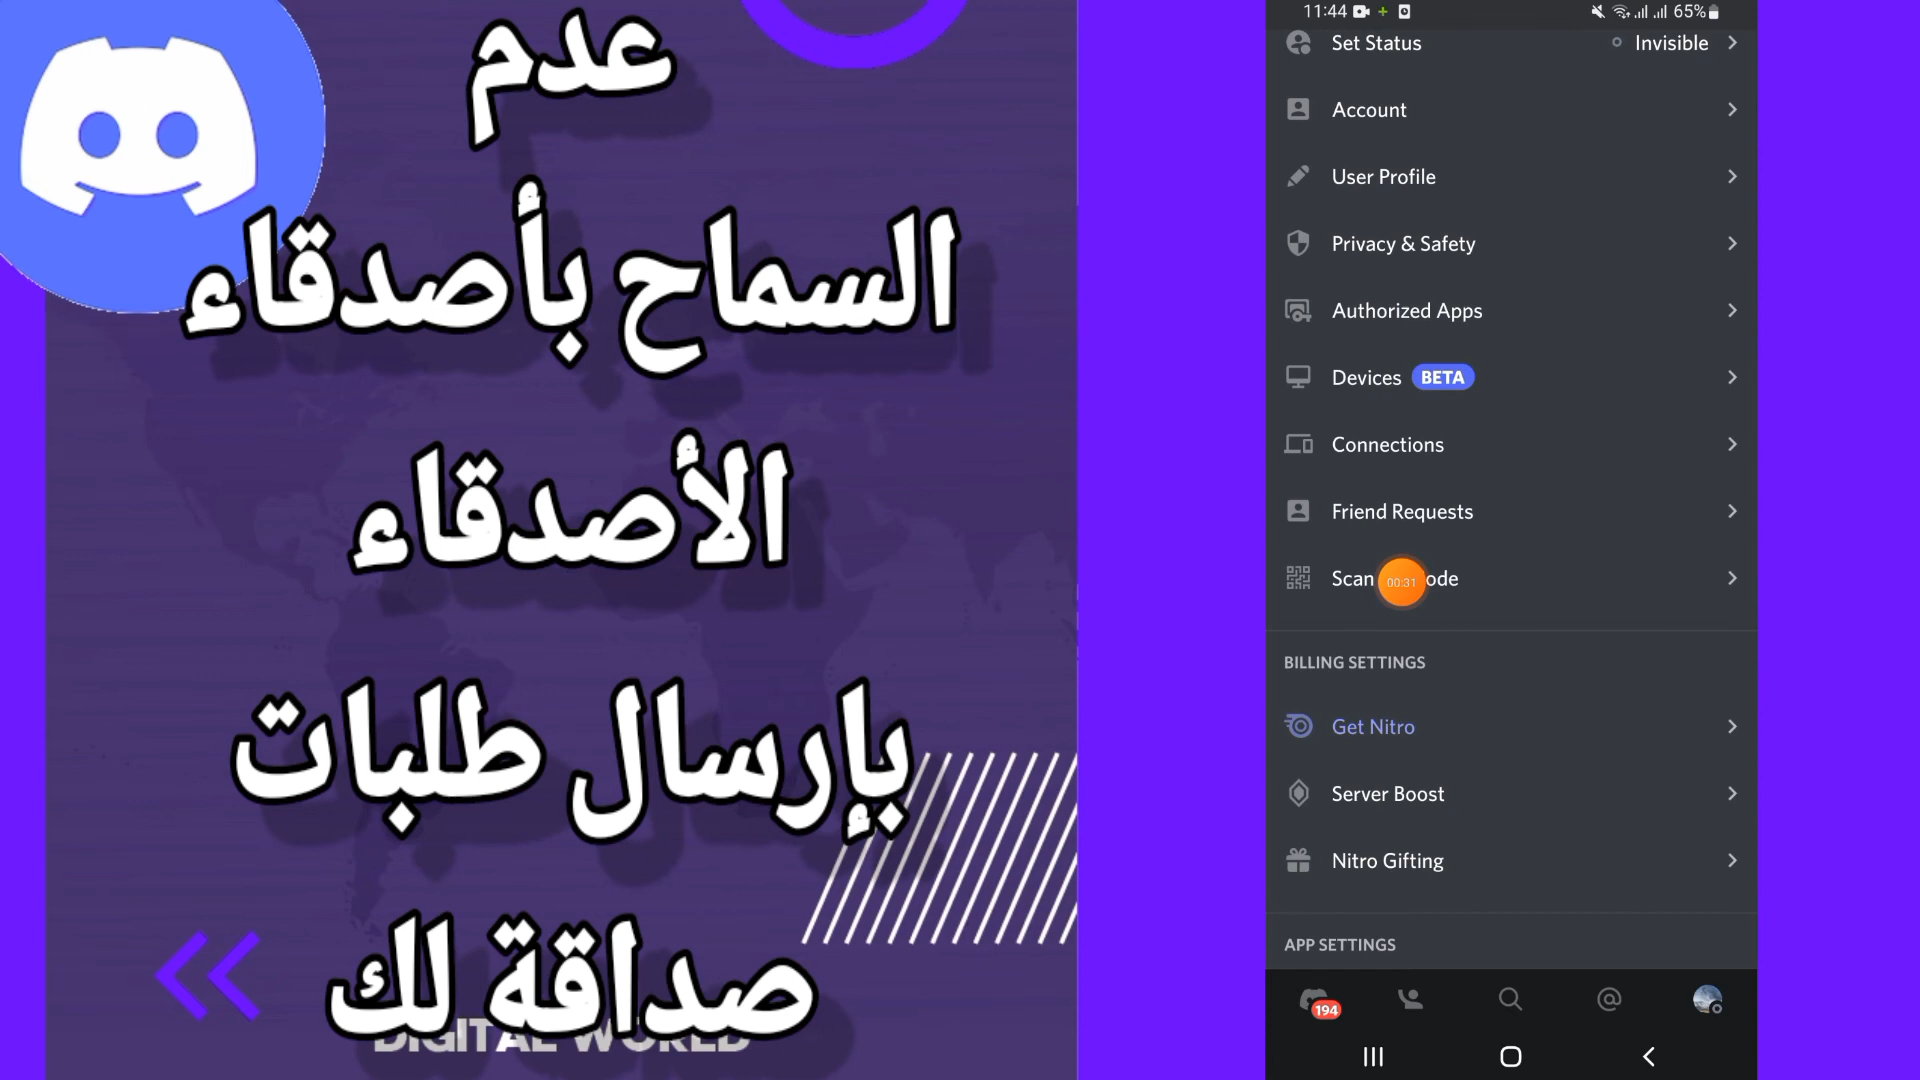 عدم
السماح بأصدقاء
الأصدقاء
بإرسال طلبات
صداقة لك
DIGITAL WORLD
11:44
65%
Set Status
Invisible
Account
User Profile
Privacy & Safety
Authorized Apps
Devices BETA
Connections
Friend Requests
Scan
ode
00:31
BILLING SETTINGS
Get Nitro
Server Boost
Nitro Gifting
APP SETTINGS
194